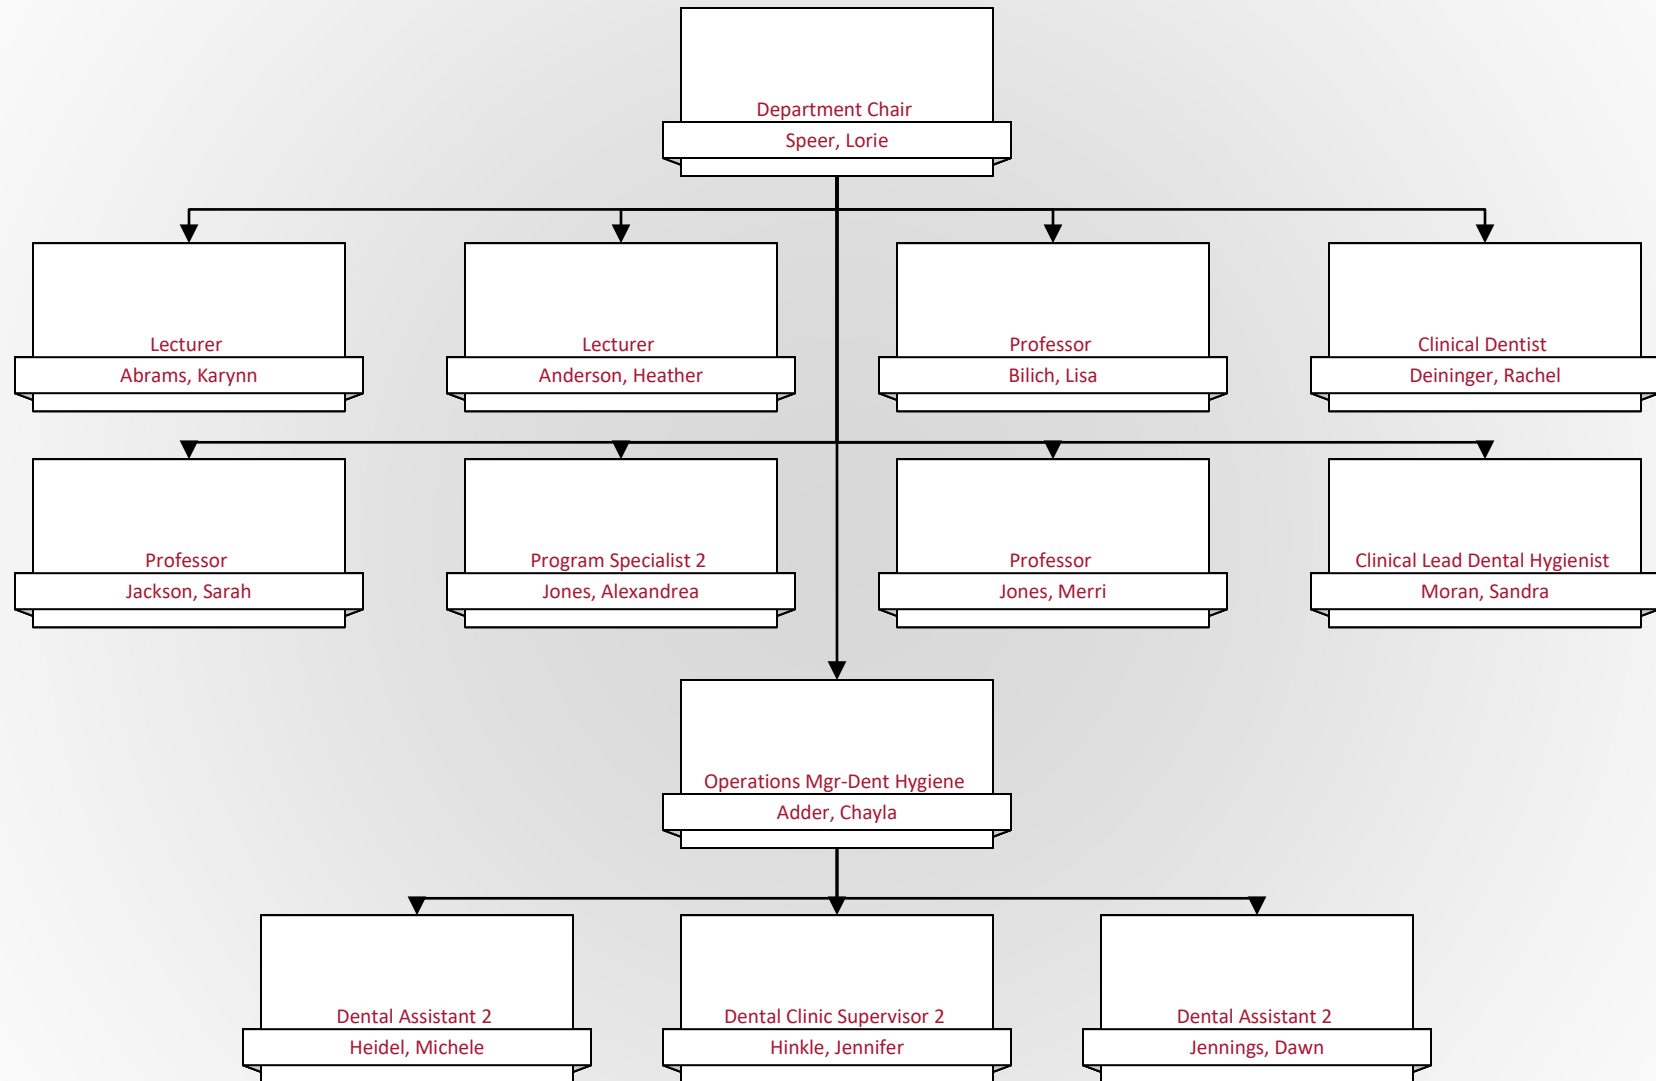 Department Chair
Speer, Lorie
Lecturer
Abrams, Karynn
Lecturer
Anderson, Heather
Professor
Bilich, Lisa
Clinical Dentist
Deininger, Rachel
Professor
Jackson, Sarah
Program Specialist 2
Jones, Alexandrea
Professor
Jones, Merri
Clinical Lead Dental Hygienist
Moran, Sandra
Operations Mgr-Dent Hygiene
Adder, Chayla
Dental Assistant 2
Heidel, Michele
Dental Clinic Supervisor 2
Hinkle, Jennifer
Dental Assistant 2
Jennings, Dawn